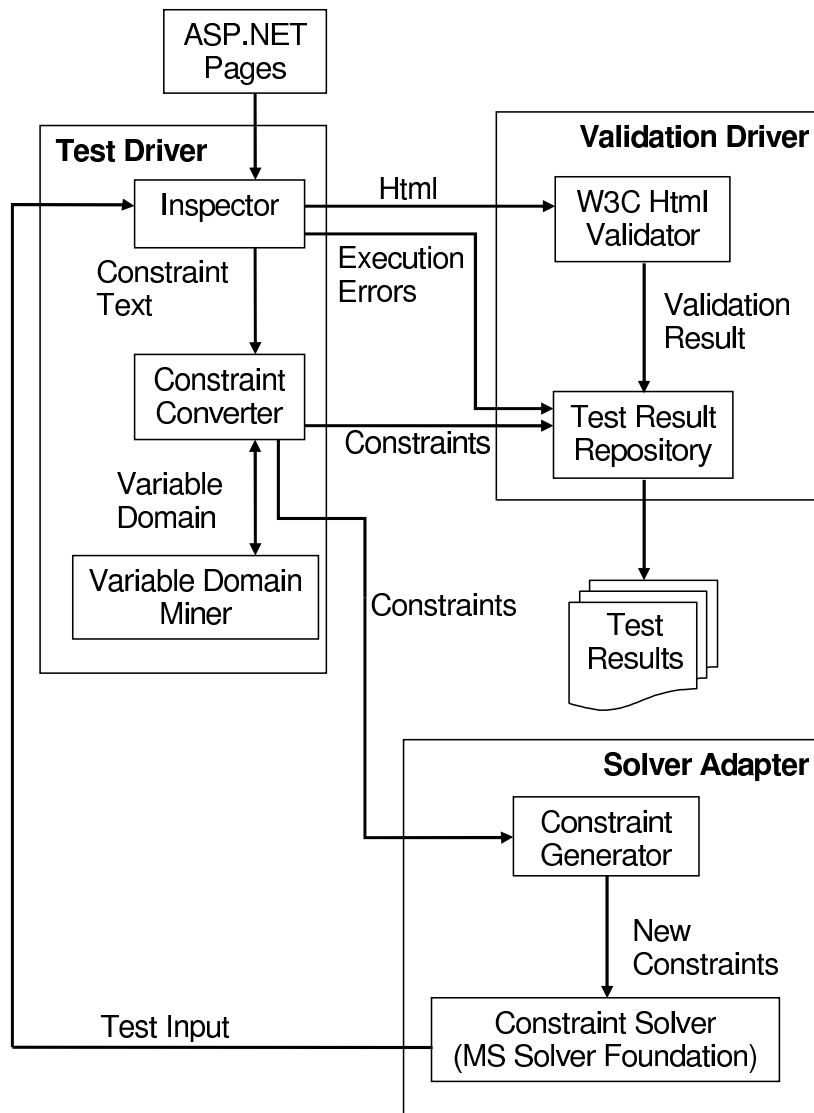 ASP.NET
Pages
Test Driver
Validation Driver
Inspector
Html
W3C Html
Validator
Constraint
Text
Execution
Errors
Validation
Result
Constraint
Converter
Constraints
Test Result
Repository
Variable
Domain
Variable Domain
Miner
Constraints
Test
Results
Solver Adapter
Constraint
Generator
New
Constraints
Test Input
Constraint Solver
(MS Solver Foundation)